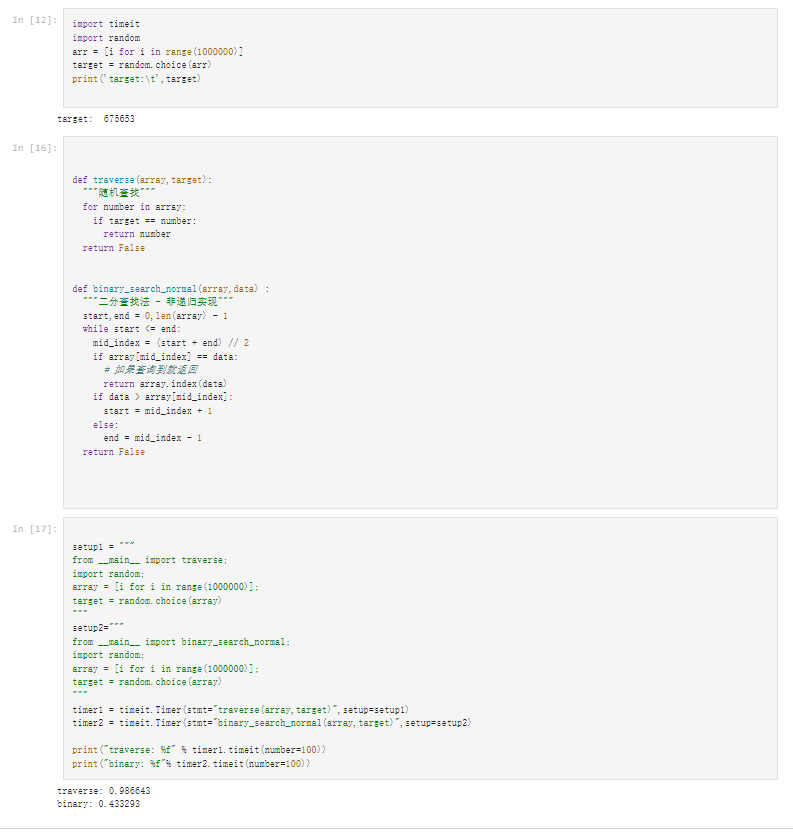 In [12]:
import timeit
import random
arr = [i for i in range(1000000)]
target = random.choice(arr)
print('target:\t',target)
target:  675653
In [16]:
def traverse(array,target):
"""随机查找"""
for number in array:
if target == number:
return number
return False
def binary_search_normal(array,data) :
"""二分查找法 - 非递归实现"""
start,end = 0,len(array) - 1
while start <= end:
mid_index = (start + end) // 2
if array[mid_index] == data:
# 如果查询到就返回
return array.index(data)
if data > array[mid_index]:
start = mid_index + 1
else:
end = mid_index - 1
return False
In [17]:
setup1 = """
from __main__ import traverse;
import random;
array = [i for i in range(1000000)];
target = random.choice(array)
"""
setup2="""
from __main__ import binary_search_normal;
import random;
array = [i for i in range(1000000)];
target = random.choice(array)
"""
timer1 = timeit.Timer(stmt="traverse(array,target)",setup=setup1)
timer2 = timeit.Timer(stmt="binary_search_normal(array,target)",setup=setup2)
print("traverse: %f" % timer1.timeit(number=100))
print("binary: %f"% timer2.timeit(number=100))
traverse: 0.986643
binary: 0.433293